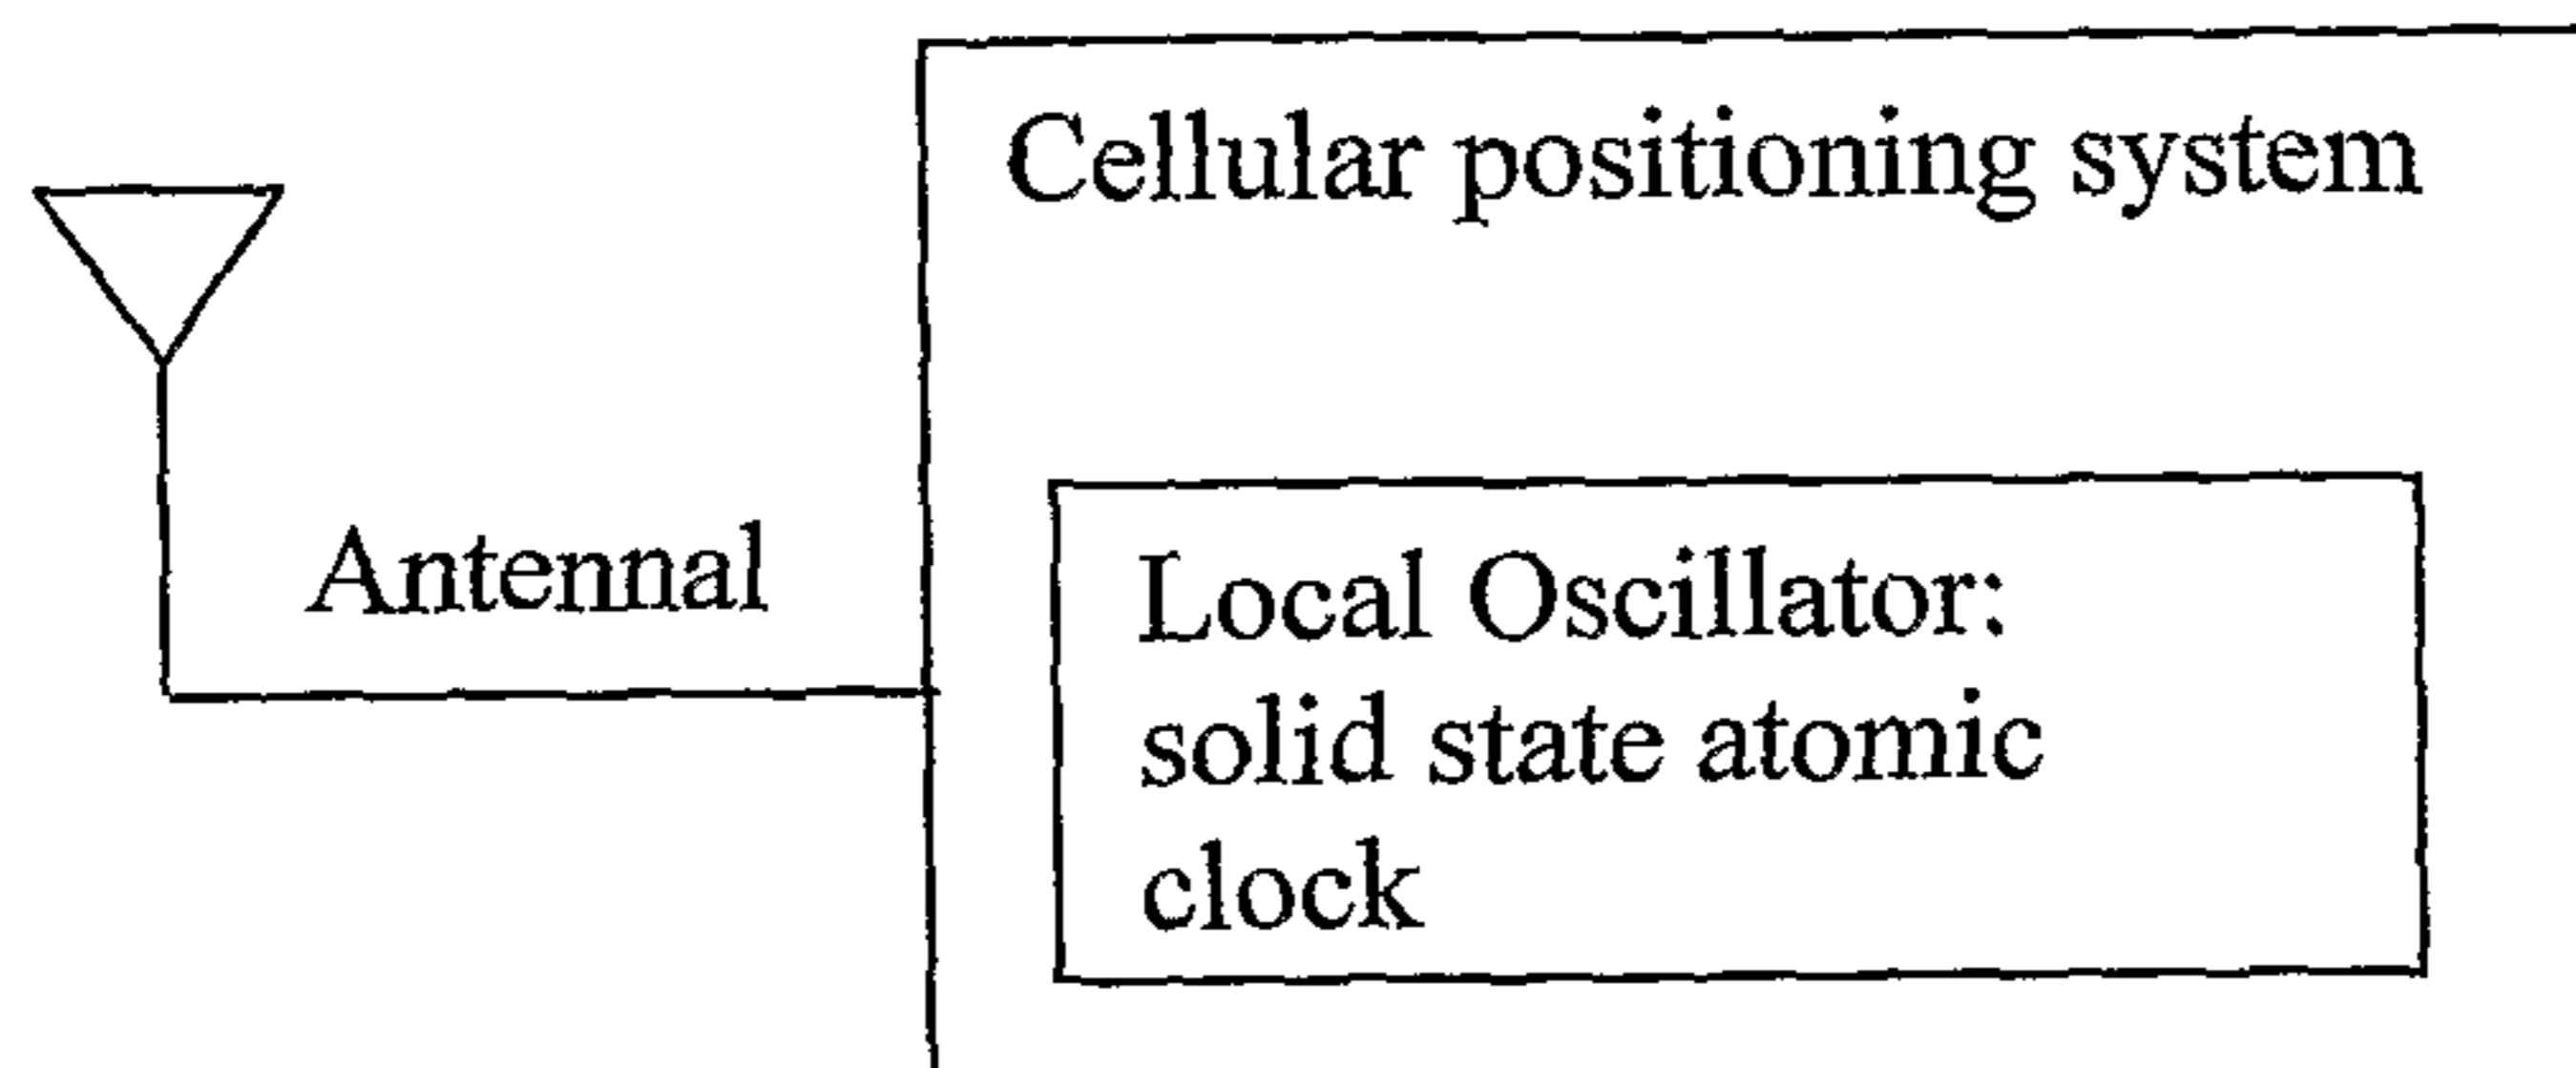 Cellular positioning system
Antennal
Local Oscillator:
solid state atomic
clock